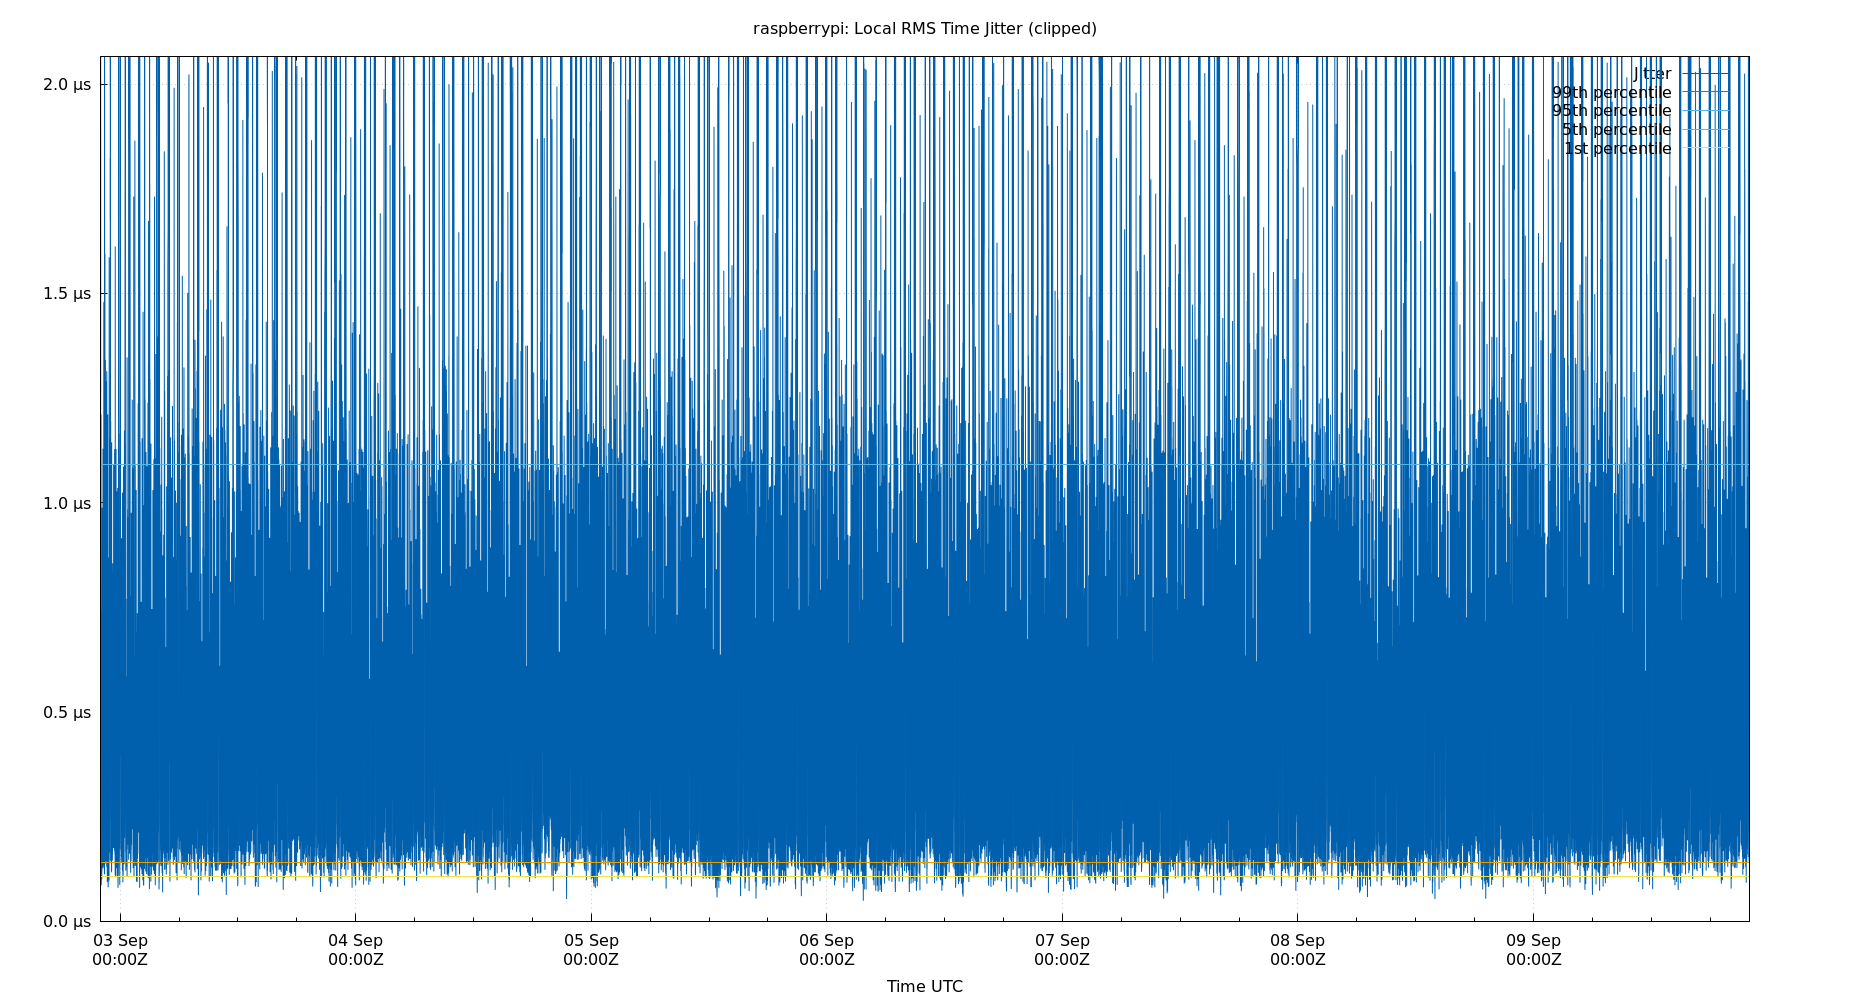 raspberrypi: Local RMS Time Jitter (clipped)
2.0 μs
1.5 μs
1.0 μs
0.5 μs
0.0 μs
Jitter
99th percentile
95th percentile
5th percentile
1st percentile
03 Sep
00:00Z
04 Sep
00:00Z
05 Sep
00:00Z
06 Sep
00:00Z
07 Sep
00:00Z
08 Sep
00:00Z
09 Sep
00:00Z
Time UTC